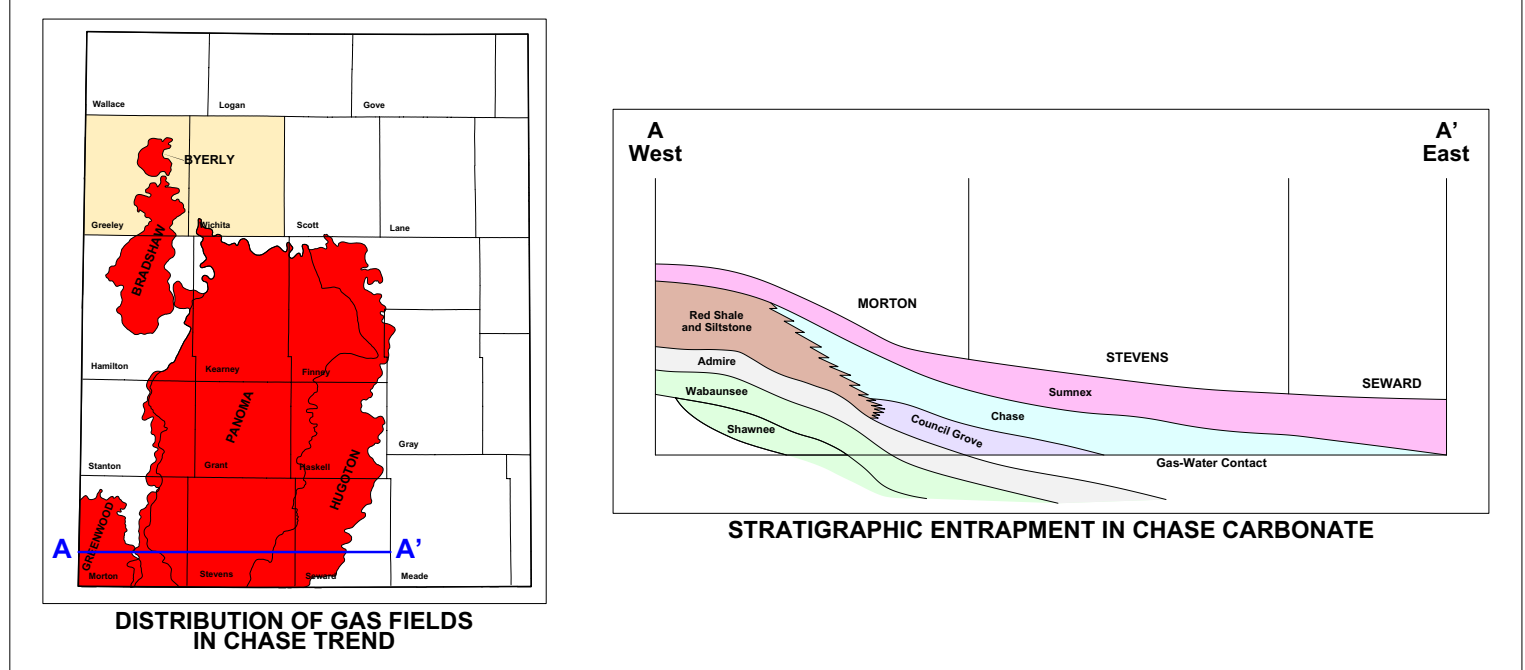 Wallace
Logan
Gove
BYERLY
Greeley
Wichita
Scott
Lane
BRADSHAW
Hamilton
Kearney
Finney
PANOMA
Gray
Stanton
Grant
Haskell
HUGOTON
GREENWOOD
A
A'
Morton
Stevens
Seward
Meade
DISTRIBUTION OF GAS FIELDS
IN CHASE TREND
A
West
A'
East
MORTON
Red Shale
and Siltstone
STEVENS
Admire
SEWARD
Wabaunsee
Sumnex
Chase
Shawnee
Council Grove
Gas-Water Contact
STRATIGRAPHIC ENTRAPMENT IN CHASE CARBONATE